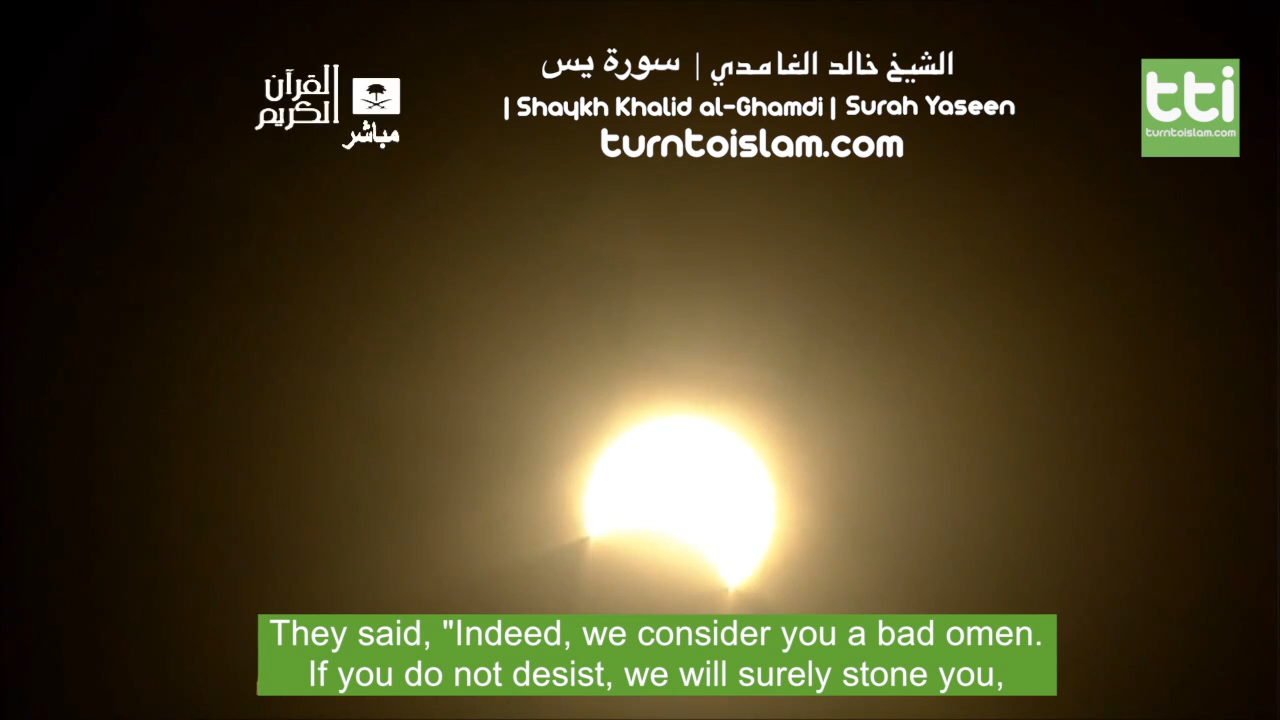 القرآن
الكريم
مباشر
الشيخ خالد الغامدي | سورة يس
| Shaykh Khalid al-Ghamdi | Surah Yaseen
turntoislam.com
tti
turntoislam.com
They said, "Indeed, we consider you a bad omen.
If you do not desist, we will surely stone you,